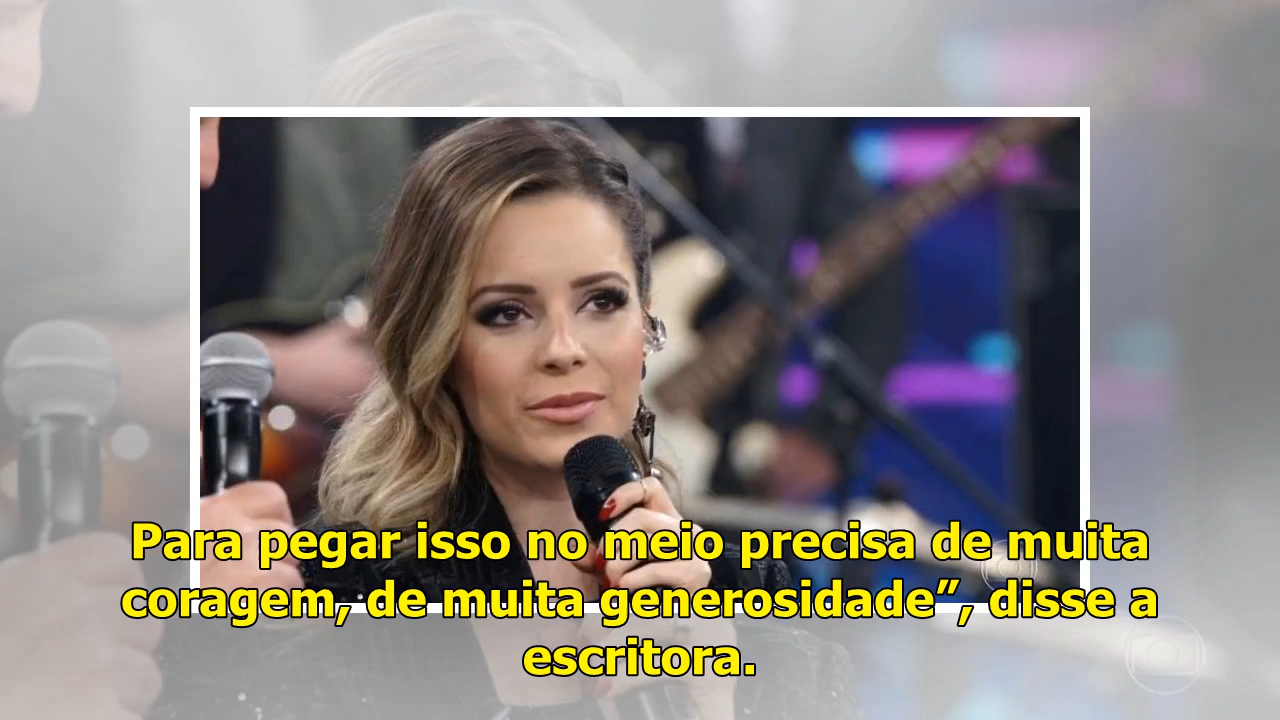 Para pegar isso no meio precisa de muita
coragem, de muita generosidade”, disse a
escritora.